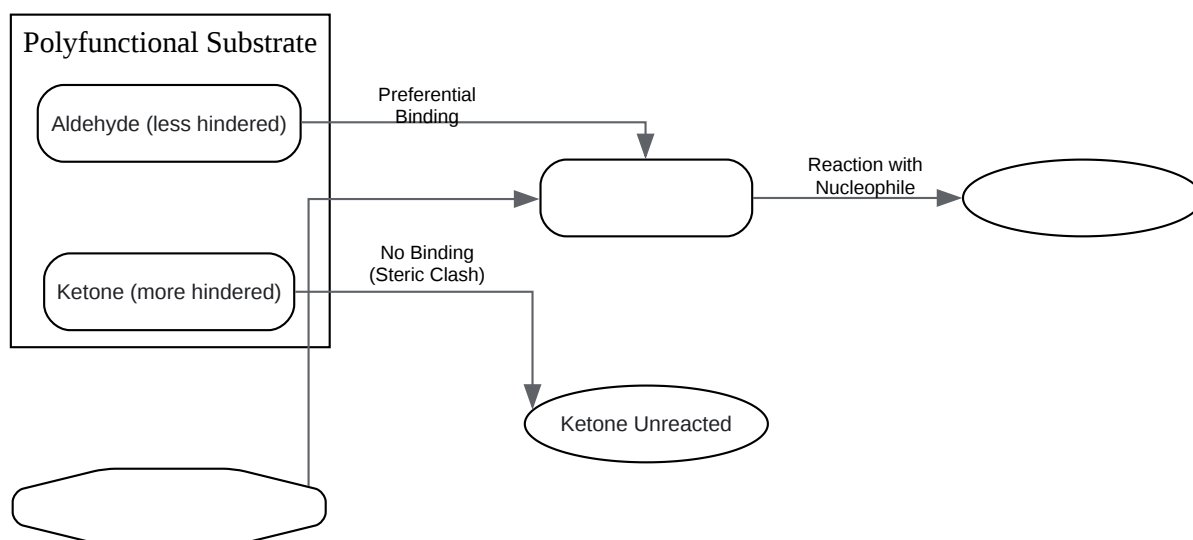 Polyfunctional Substrate
Aldehyde (less hindered)
Preferential
Binding
Reaction with
Nucleophile
Ketone (more hindered)
No Binding
(Steric Clash)
Ketone Unreacted